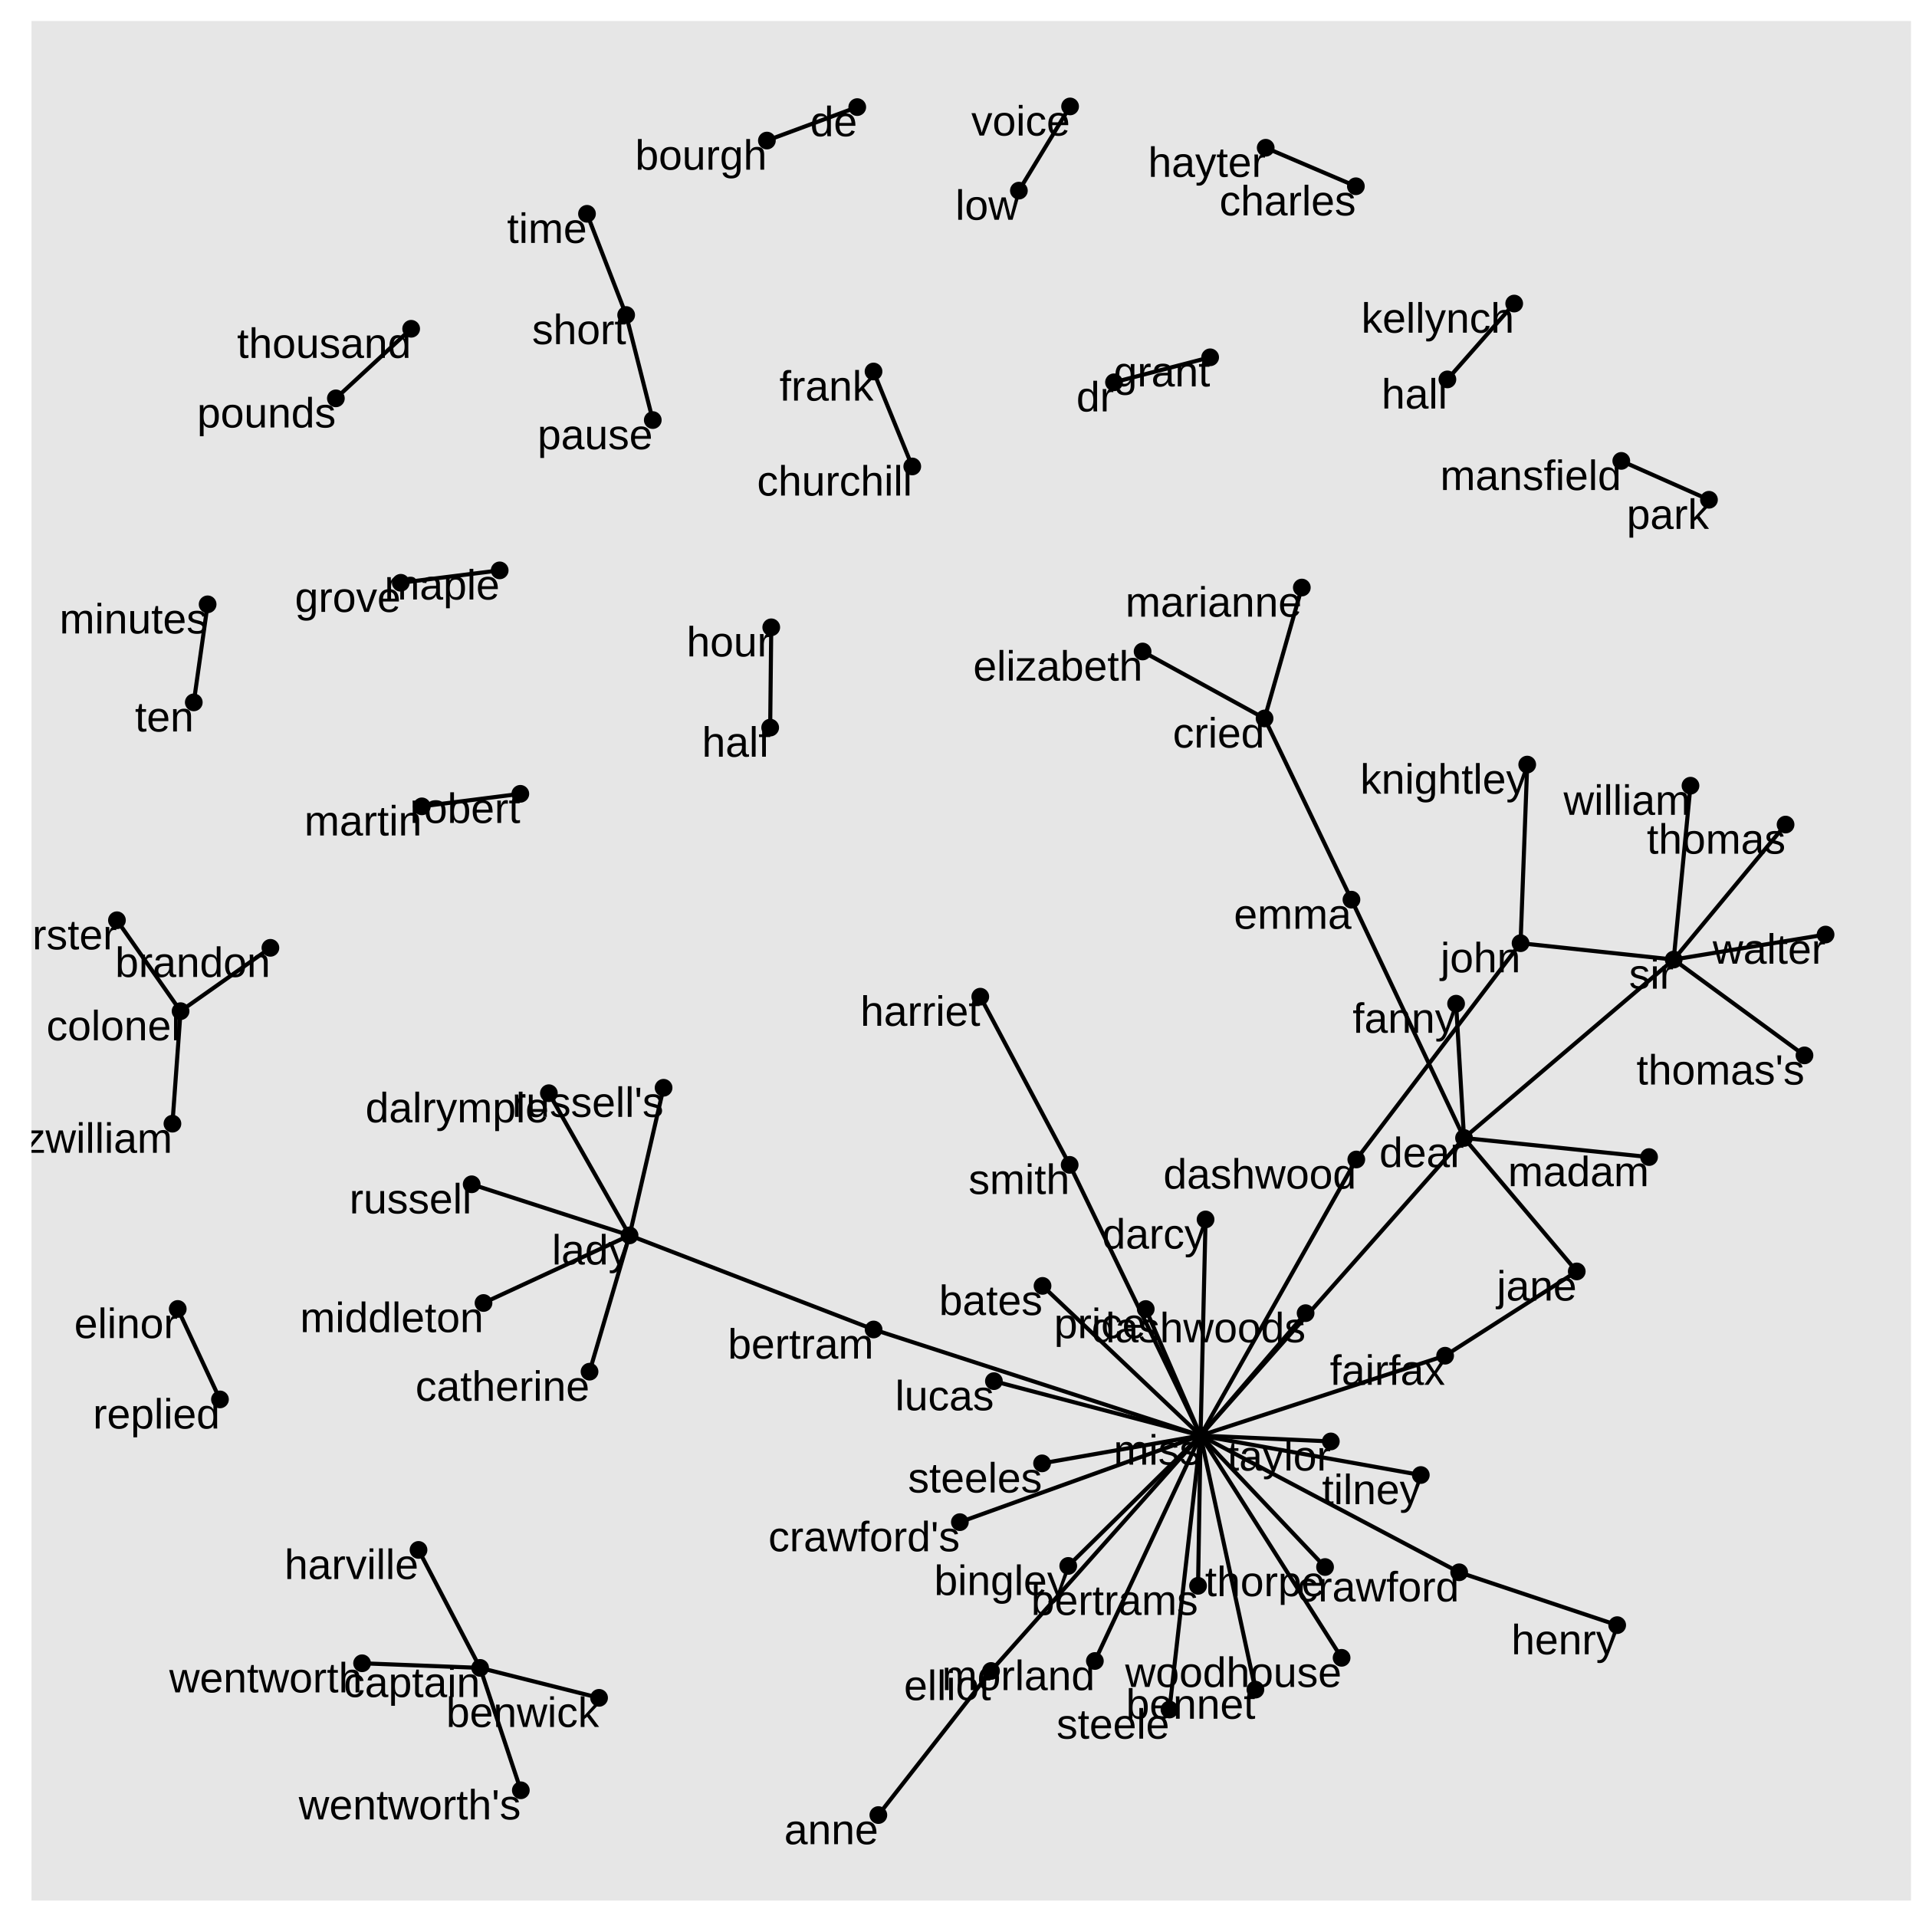 de
voice
bourgh
hayter
low
charles
time
kellynch
short
thousand
grant
frank
dr
hall
pounds
pause
churchill
mansfield
park
maple
marianne
grove
minutes
hour
elizabeth
ten
cried
half
knightley
william
robert
martin
thomas
emma
rster
walter
john
brandon
sir
harriet
fanny
colonel
thomas's
russell's
dalrymple
zwilliam
dear
smith
madam
dashwood
russell
darcy
lady
jane
bates
price
dashwoods
middleton
elinor
bertram
fairfax
catherine
lucas
replied
miss
taylor
steeles
tilney
crawford's
harville
bingley
thorpe
crawford
bertrams
henry
wentworth
captain
woodhouse
morland
elliot
bennet
benwick
steele
wentworth's
anne